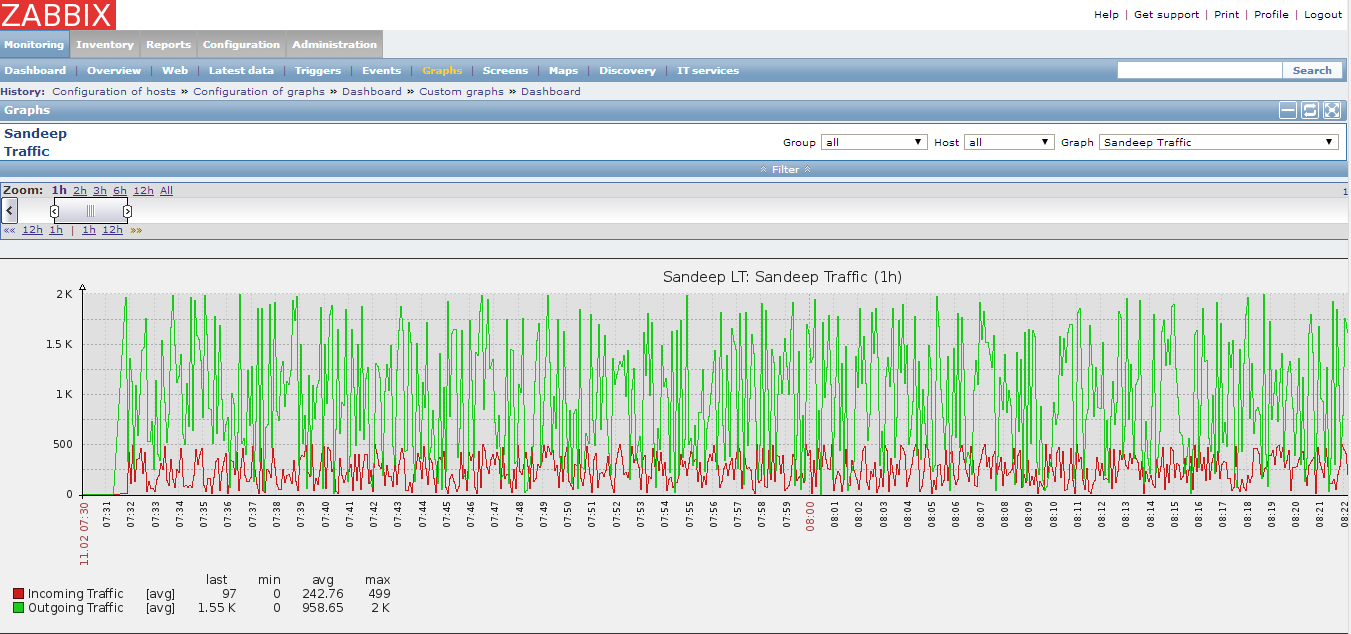 ZABBIX
Help | Get support | Print | Profile | Logout
Monitoring Inventory Reports Configuration Administration
Dashboard | Overview | Web | Latest data | Triggers | Events | Graphs | Screens | Maps | Discovery | IT services Search
History: Configuration of hosts » Configuration of graphs » Dashboard » Custom graphs » Dashboard
Graphs
Sandeep
Traffic
Group all Host all Graph Sandeep Traffic
Filter
Zoom: 1h 2h 3h 6h 12h All 1
«« 12h 1h | 1h 12h »»
Sandeep LT: Sandeep Traffic (1h)
2 K
1.5 K
1 K
500
0
11.02 07:30 07:31 07:32 07:33 07:34 07:35 07:36 07:37 07:38 07:39 07:40 07:41 07:42 07:43 07:44 07:45 07:46 07:47 07:48 07:49 07:50 07:51 07:52 07:53 07:54 07:55 07:56 07:57 07:58 07:59 08:00 08:01 08:02 08:03 08:04 08:05 08:06 08:07 08:08 08:09 08:10 08:11 08:12 08:13 08:14 08:15 08:16 08:17 08:18 08:19 08:20 08:21 08:22
last min avg max
Incoming Traffic [avg] 97 0 242.76 499
Outgoing Traffic [avg] 1.55 K 0 958.65 2 K